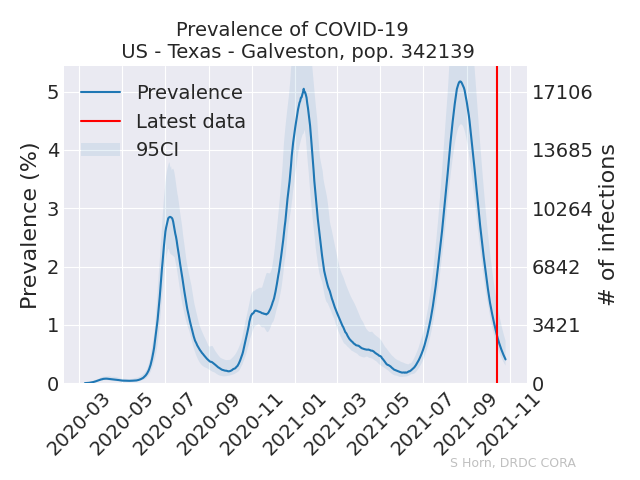 Prevalence of COVID-19
US - Texas - Galveston, pop. 342139
Prevalence
Latest data
95CI
Prevalence (%)
5
4
3
2
1
0
17106
13685
10264
6842
3421
0
# of infections
2020-03
2020-05
2020-07
2020-09
2020-11
2021-01
2021-03
2021-05
2021-07
2021-09
2021-11
S Horn, DRDC CORA